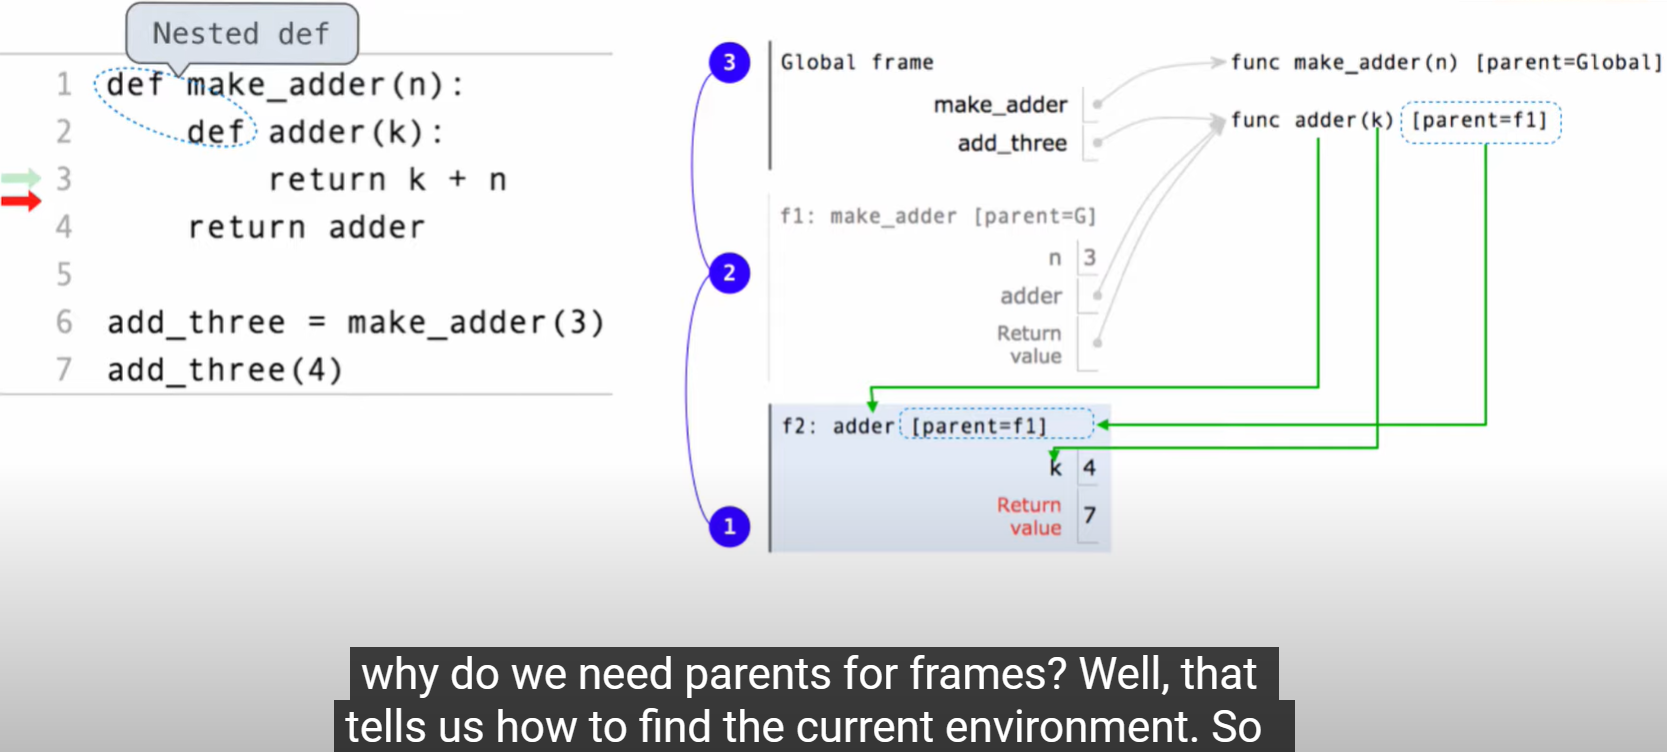 Nested def
1 def make_adder(n):
2 def adder(k):
3 return k + n
4 return adder
5
6 add_three = make_adder(3)
7 add_three(4)
3
Global frame
make_adder
add_three
func make_adder(n) [parent=Global]
func adder(k) [parent=f1]
2
f1: make_adder [parent=G]
n 3
adder
Return
value
1
f2: adder [parent=f1]
k 4
Return
value 7
why do we need parents for frames? Well, that
tells us how to find the current environment. So